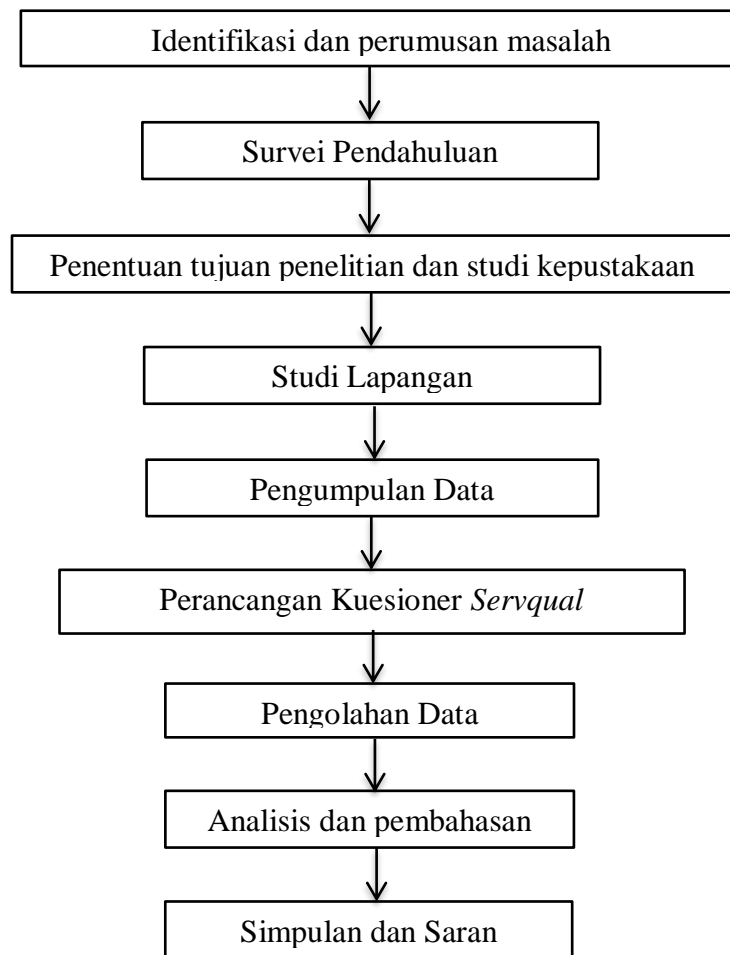 Identifikasi dan perumusan masalah
Survei Pendahuluan
Penentuan tujuan penelitian dan studi kepustakaan
Studi Lapangan
Pengumpulan Data
Perancangan Kuesioner Servqual
Pengolahan Data
Analisis dan pembahasan
Simpulan dan Saran